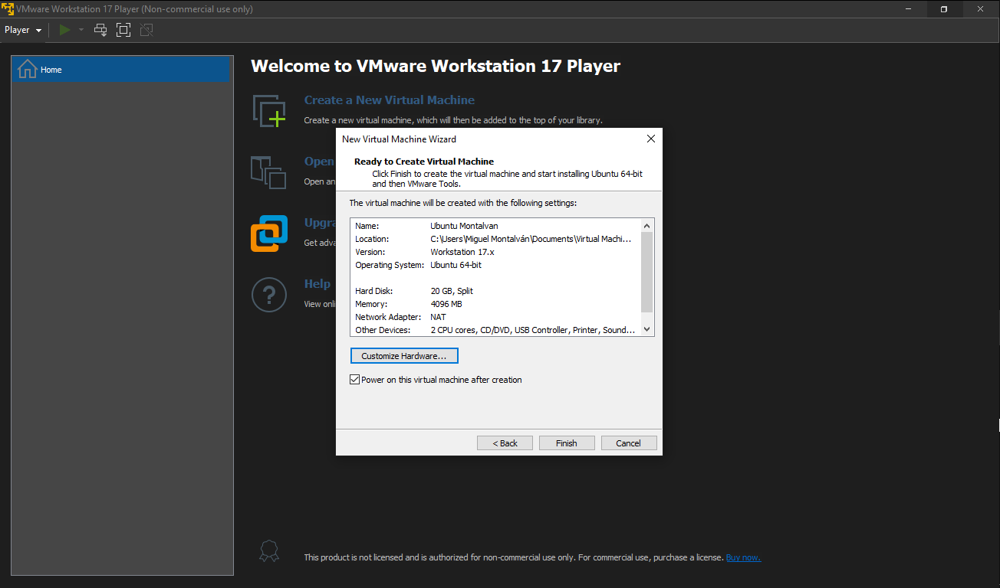 VMware Workstation 17 Player (Non-commercial use only)
Player
Home
Welcome to VMware Workstation 17 Player
Create a New Virtual Machine
Create a new virtual machine, which will then be added to the top of your library.
Open
Open an
Upgra
Get adva
Help
View onli
New Virtual Machine Wizard
Ready to Create Virtual Machine
Click Finish to create the virtual machine and start installing Ubuntu 64-bit
and then VMware Tools.
The virtual machine will be created with the following settings:
Name: Ubuntu Montalvan
Location: C:\Users\Miguel Montalván\Documents\Virtual Machi...
Version: Workstation 17.x
Operating System: Ubuntu 64-bit
Hard Disk: 20 GB, Split
Memory: 4096 MB
Network Adapter: NAT
Other Devices: 2 CPU cores, CD/DVD, USB Controller, Printer, Sound...
Customize Hardware...
Power on this virtual machine after creation
< Back Finish Cancel
This product is not licensed and is authorized for non-commercial use only. For commercial use, purchase a license. Buy now.